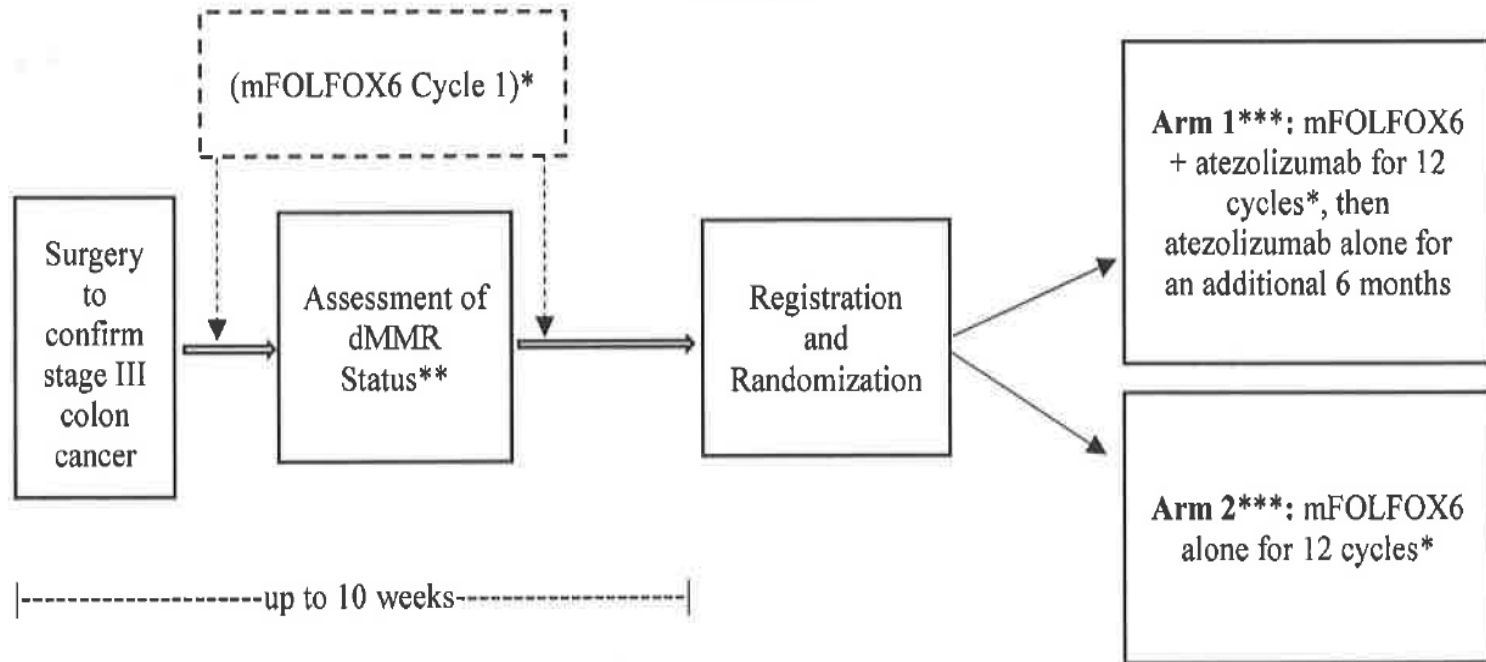 (mFOLFOX6 Cycle 1)*
Surgery
to
confirm
stage III
colon
cancer
Assessment of
dMMR
Status**
Registration
and
Randomization
Arm 1***: mFOLFOX6
+ atezolizumab for 12
cycles*, then
atezolizumab alone for
an additional 6 months
Arm 2***: mFOLFOX6
alone for 12 cycles*
up to 10 weeks